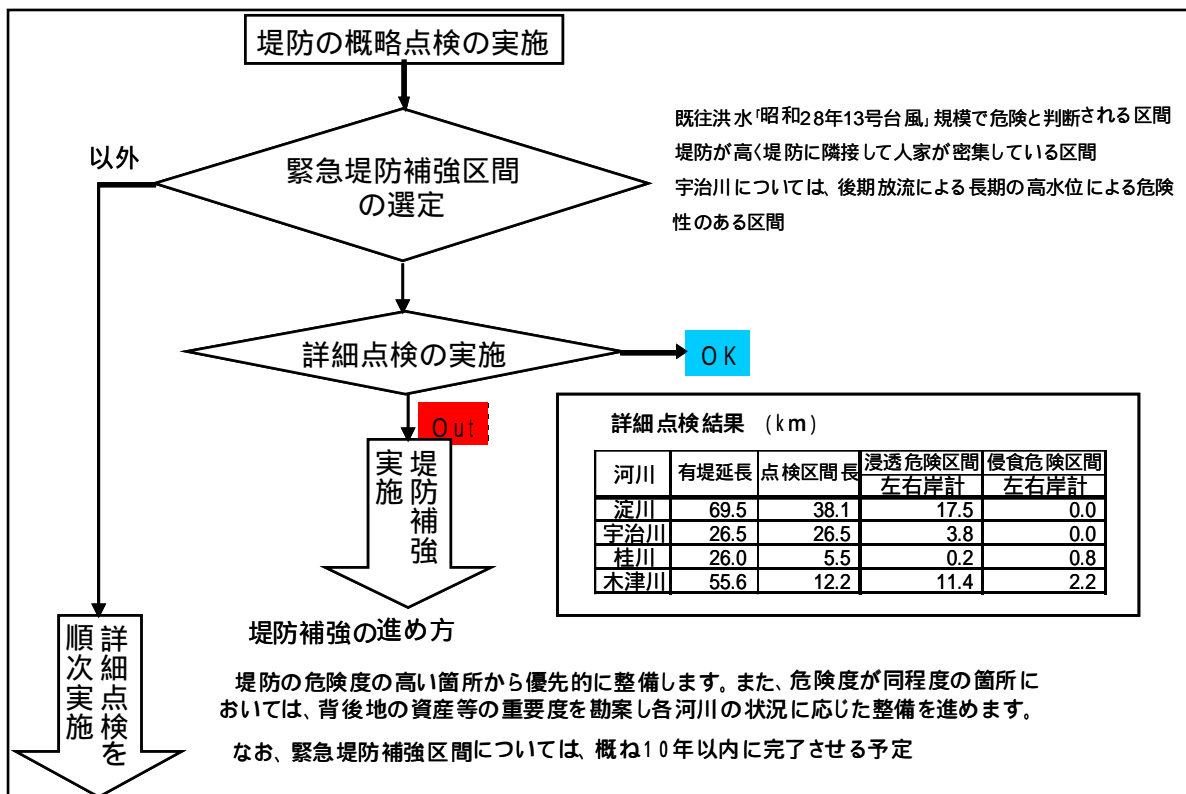 堤防の概略点検の実施
既往洪水「昭和28年13号台風」規模で危険と判断される区間
堤防が高く堤防に隣接して人家が密集している区間
宇治川については、後期放流による長期の高水位による危険
性のある区間
以外
緊急堤防補強区間
の選定
詳細点検の実施
OK
Out
堤防補強
実施
詳細点検結果 (km)
河川 有堤延長 点検区間長 浸透危険区間 侵食危険区間
左右岸計 左右岸計
淀川 69.5 38.1 17.5 0.0
宇治川 26.5 26.5 3.8 0.0
桂川 26.0 5.5 0.2 0.8
木津川 55.6 12.2 11.4 2.2
詳細点検を
順次実施
堤防補強の進め方
堤防の危険度の高い箇所から優先的に整備します。また、危険度が同程度の箇所に
おいては、背後地の資産等の重要度を勘案し各河川の状況に応じた整備を進めます。
なお、緊急堤防補強区間については、概ね10年以内に完了させる予定